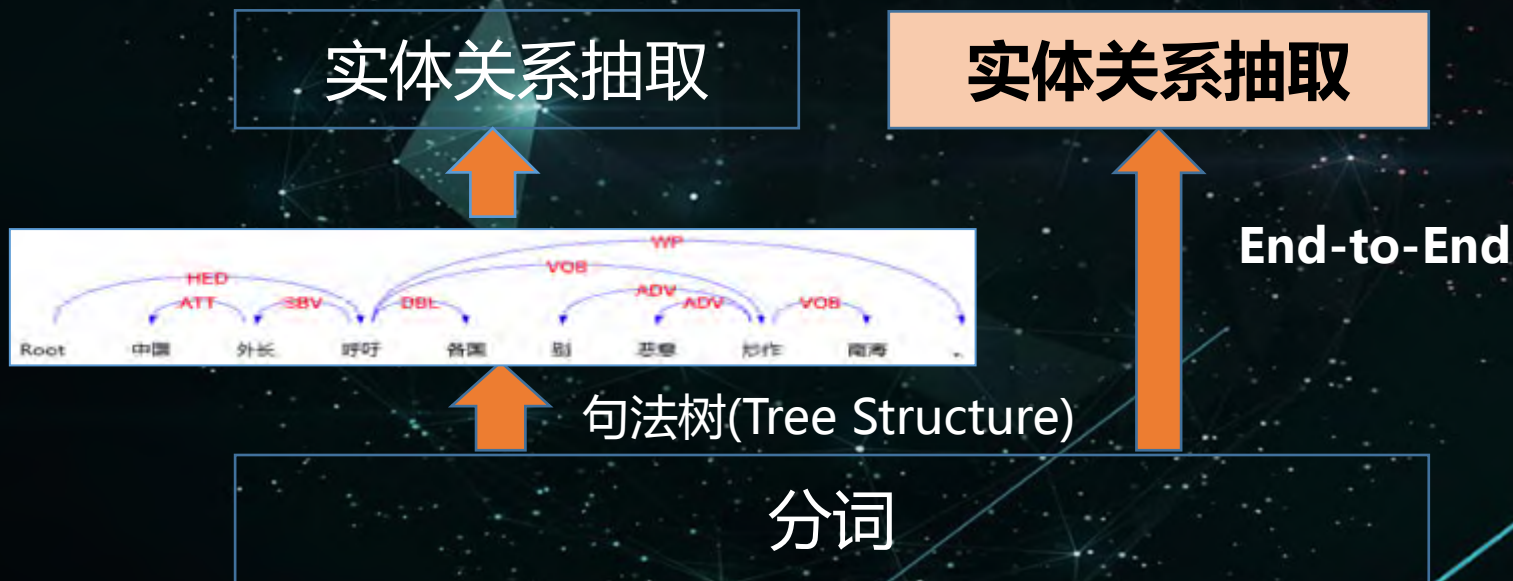 实体关系抽取
实体关系抽取
End-to-End
WP
HED
VOB
ATT
SBV
DBL
ADV
ADV
VOB
Root 中国 外长 呼吁 各国 别 恶意 炒作 南海 。
句法树(Tree Structure)
分词